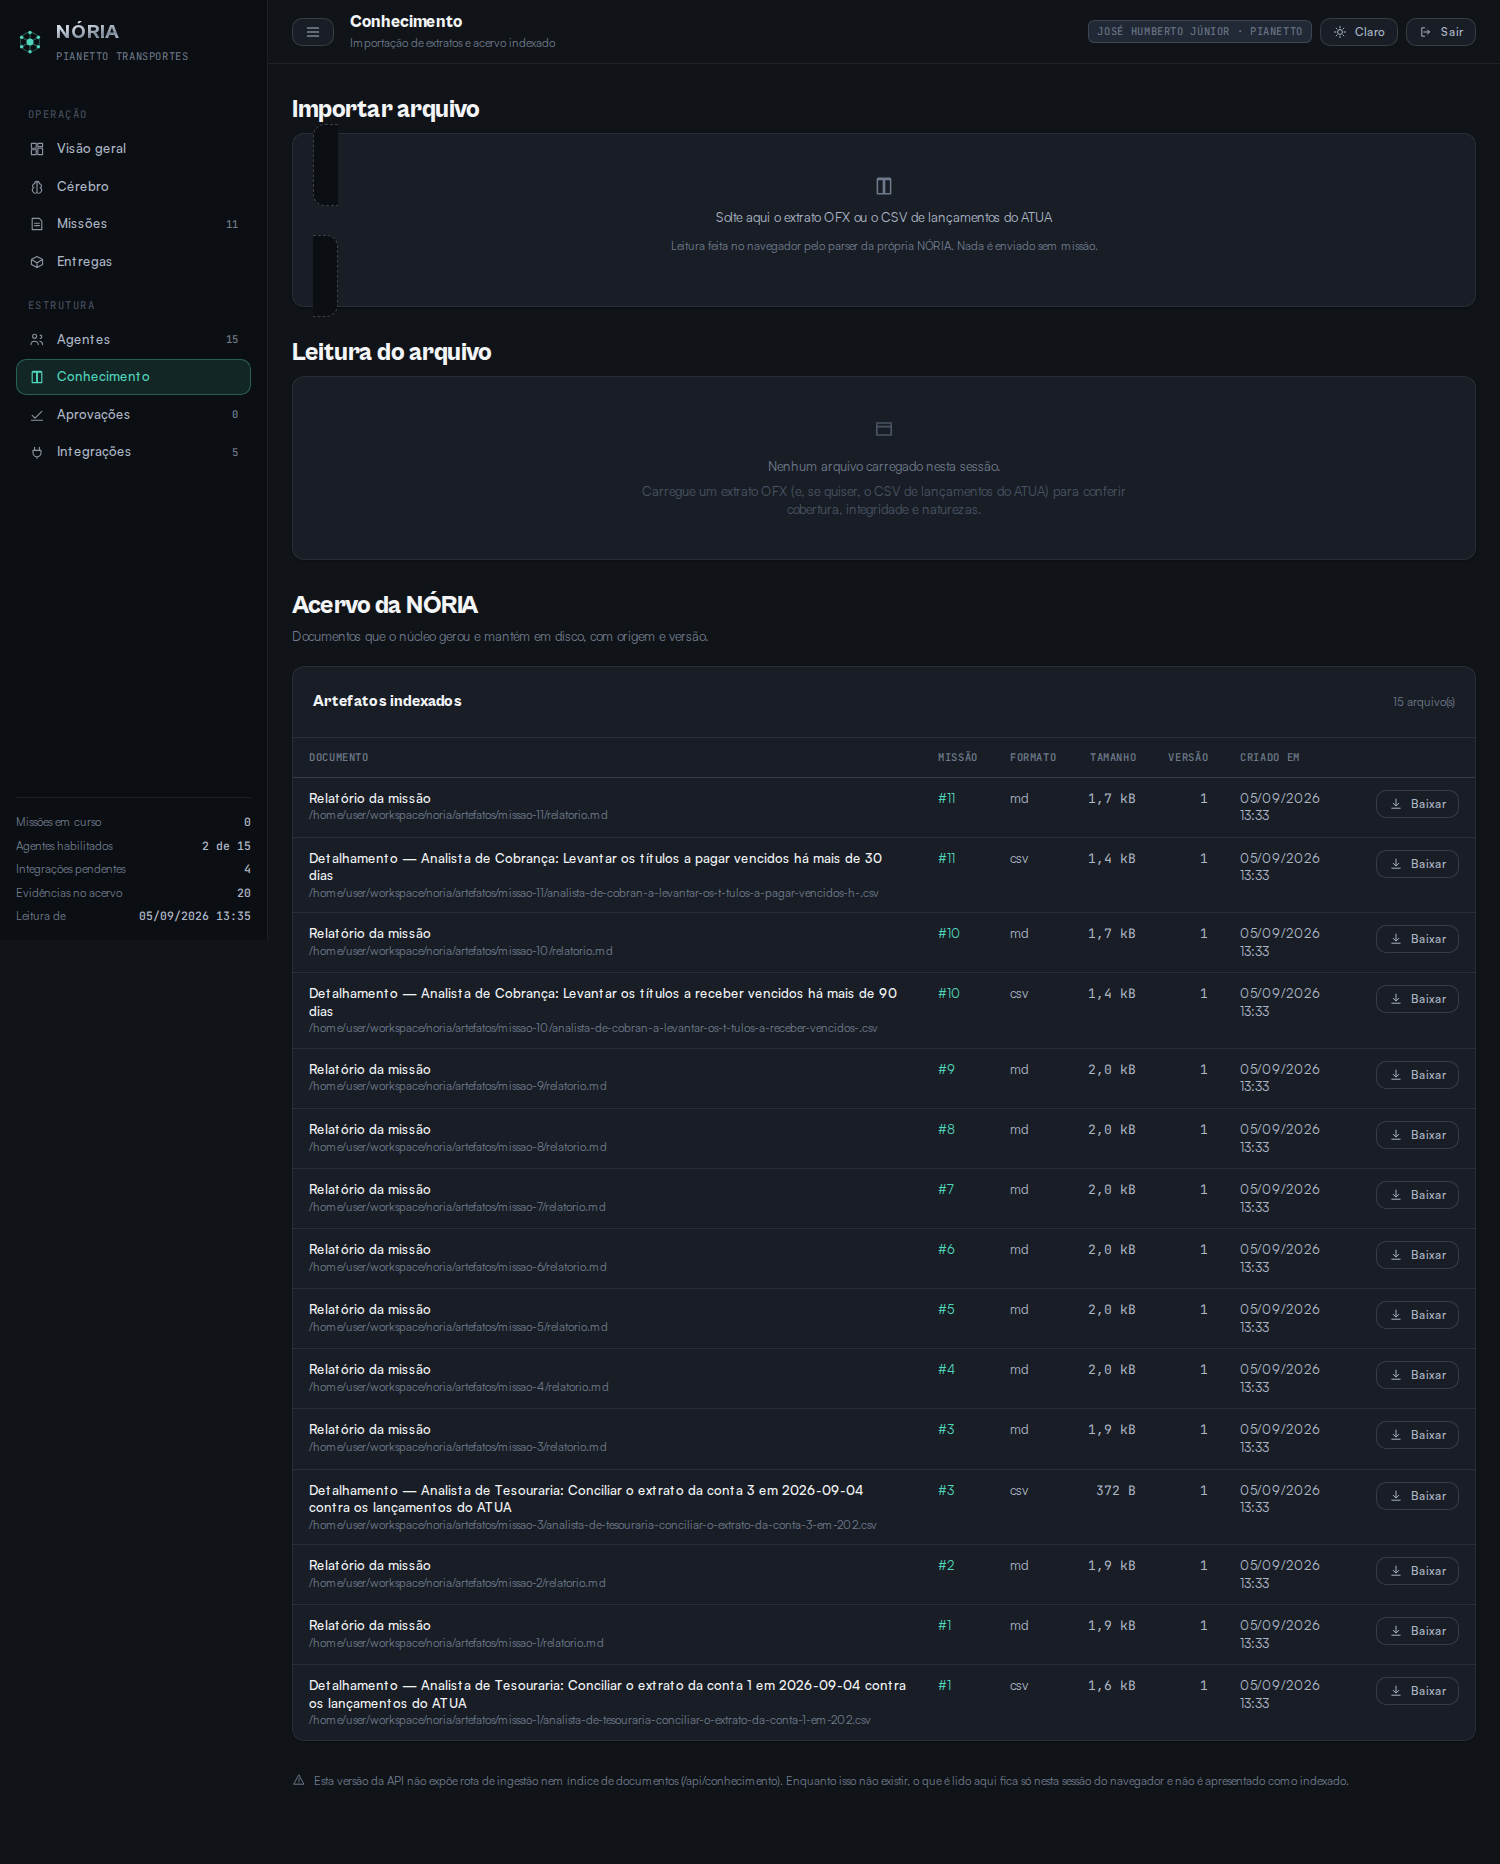 NÓRIA
PIANETTO TRANSPORTES
OPERAÇÃO
Visão geral
Cérebro
Missões 11
Entregas
ESTRUTURA
Agentes 15
Conhecimento
Aprovações 0
Integrações 5
Missões em curso 0
Agentes habilitados 2 de 15
Integrações pendentes 4
Evidências no acervo 20
Leitura de 05/09/2026 13:35
Conhecimento
Importação de extratos e acervo indexado
JOSÉ HUMBERTO JÚNIOR · PIANETTO
Claro
Sair
Importar arquivo
Solte aqui o extrato OFX ou o CSV de lançamentos do ATUA
Leitura feita no navegador pelo parser da própria NÓRIA. Nada é enviado sem missão.
Leitura do arquivo
Nenhum arquivo carregado nesta sessão.
Carregue um extrato OFX (e, se quiser, o CSV de lançamentos do ATUA) para conferir
cobertura, integridade e naturezas.
Acervo da NÓRIA
Documentos que o núcleo gerou e mantém em disco, com origem e versão.
Artefatos indexados
15 arquivo(s)
DOCUMENTO MISSÃO FORMATO TAMANHO VERSÃO CRIADO EM
Relatório da missão #11 md 1,7 kB 1 05/09/2026 Baixar
/home/user/workspace/noria/artefatos/missao-11/relatorio.md 13:33
Detalhamento — Analista de Cobrança: Levantar os títulos a pagar vencidos há mais de 30 #11 csv 1,4 kB 1 05/09/2026 Baixar
dias 13:33
/home/user/workspace/noria/artefatos/missao-11/analista-de-cobran-a-levantar-os-t-tulos-a-pagar-vencidos-h-.csv
Relatório da missão #10 md 1,7 kB 1 05/09/2026 Baixar
/home/user/workspace/noria/artefatos/missao-10/relatorio.md 13:33
Detalhamento — Analista de Cobrança: Levantar os títulos a receber vencidos há mais de 90 #10 csv 1,4 kB 1 05/09/2026 Baixar
dias 13:33
/home/user/workspace/noria/artefatos/missao-10/analista-de-cobran-a-levantar-os-t-tulos-a-receber-vencidos-.csv
Relatório da missão #9 md 2,0 kB 1 05/09/2026 Baixar
/home/user/workspace/noria/artefatos/missao-9/relatorio.md 13:33
Relatório da missão #8 md 2,0 kB 1 05/09/2026 Baixar
/home/user/workspace/noria/artefatos/missao-8/relatorio.md 13:33
Relatório da missão #7 md 2,0 kB 1 05/09/2026 Baixar
/home/user/workspace/noria/artefatos/missao-7/relatorio.md 13:33
Relatório da missão #6 md 2,0 kB 1 05/09/2026 Baixar
/home/user/workspace/noria/artefatos/missao-6/relatorio.md 13:33
Relatório da missão #5 md 2,0 kB 1 05/09/2026 Baixar
/home/user/workspace/noria/artefatos/missao-5/relatorio.md 13:33
Relatório da missão #4 md 2,0 kB 1 05/09/2026 Baixar
/home/user/workspace/noria/artefatos/missao-4/relatorio.md 13:33
Relatório da missão #3 md 1,9 kB 1 05/09/2026 Baixar
/home/user/workspace/noria/artefatos/missao-3/relatorio.md 13:33
Detalhamento — Analista de Tesouraria: Conciliar o extrato da conta 3 em 2026-09-04 #3 csv 372 B 1 05/09/2026 Baixar
contra os lançamentos do ATUA 13:33
/home/user/workspace/noria/artefatos/missao-3/analista-de-tesouraria-conciliar-o-extrato-da-conta-3-em-202.csv
Relatório da missão #2 md 1,9 kB 1 05/09/2026 Baixar
/home/user/workspace/noria/artefatos/missao-2/relatorio.md 13:33
Relatório da missão #1 md 1,9 kB 1 05/09/2026 Baixar
/home/user/workspace/noria/artefatos/missao-1/relatorio.md 13:33
Detalhamento — Analista de Tesouraria: Conciliar o extrato da conta 1 em 2026-09-04 contra #1 csv 1,6 kB 1 05/09/2026 Baixar
os lançamentos do ATUA 13:33
/home/user/workspace/noria/artefatos/missao-1/analista-de-tesouraria-conciliar-o-extrato-da-conta-1-em-202.csv
Esta versão da API não expõe rota de ingestão nem índice de documentos (/api/conhecimento). Enquanto isso não existir, o que é lido aqui fica só nesta sessão do navegador e não é apresentado como indexado.